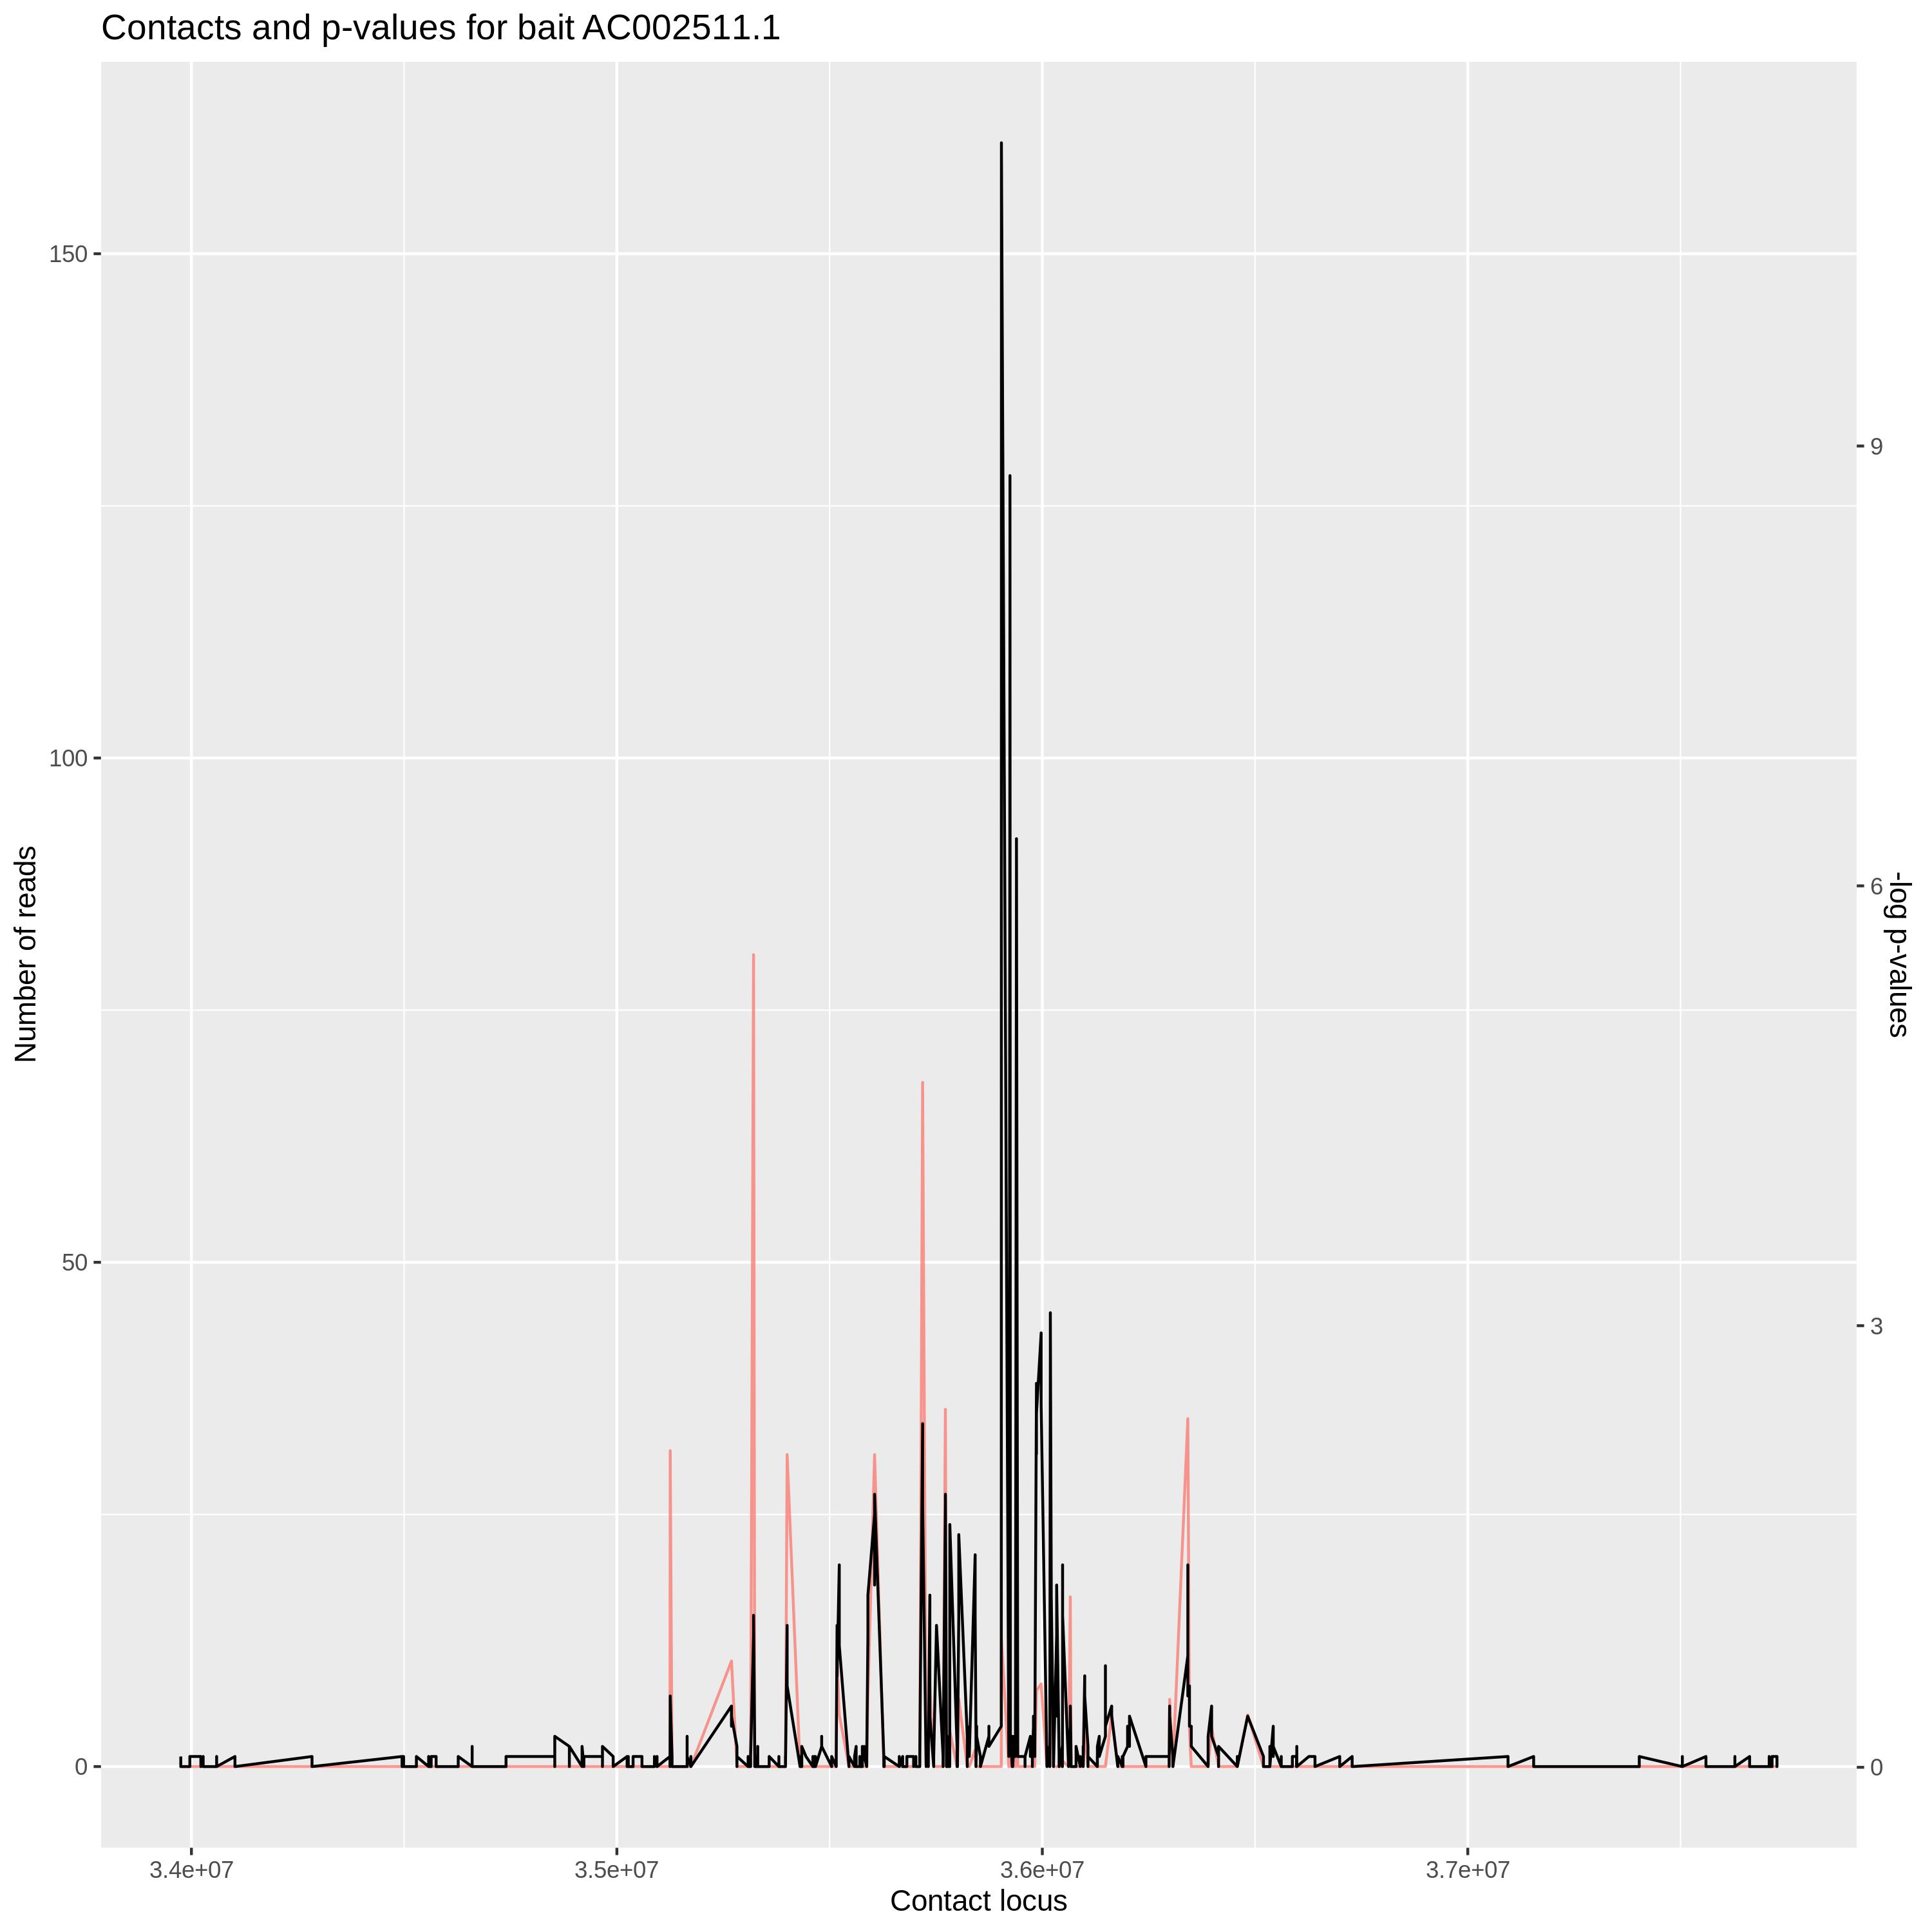 Contacts and p-values for bait AC002511.1
150
100
50
0
Number of reads
9
6
3
0
-log p-values
3.4e+07
3.5e+07
3.6e+07
3.7e+07
Contact locus